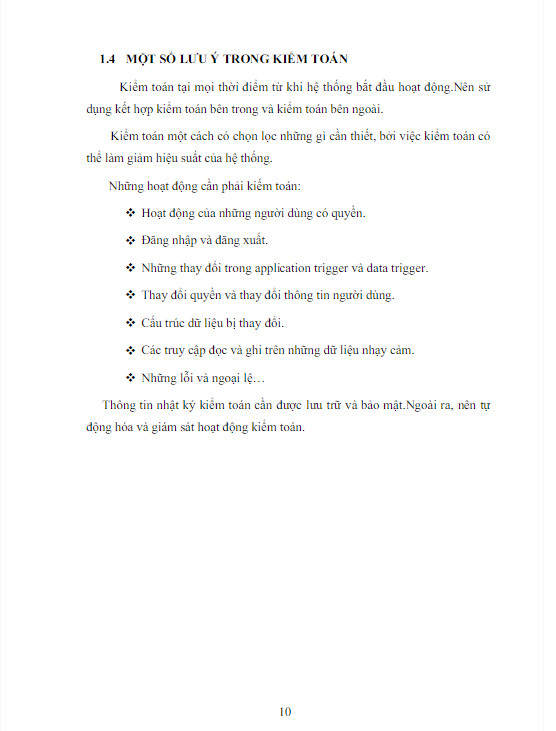 1.4 MỘT SỐ LƯU Ý TRONG KIỂM TOÁN
Kiểm toán tại mọi thời điểm từ khi hệ thống bắt đầu hoạt động.Nên sử
dụng kết hợp kiểm toán bên trong và kiểm toán bên ngoài.
Kiểm toán một cách có chọn lọc những gì cần thiết, bởi việc kiểm toán có
thể làm giảm hiệu suất của hệ thống.
Những hoạt động cần phải kiểm toán:
❖ Hoạt động của những người dùng có quyền.
❖ Đăng nhập và đăng xuất.
❖ Những thay đổi trong application trigger và data trigger.
❖ Thay đổi quyền và thay đổi thông tin người dùng.
❖ Cấu trúc dữ liệu bị thay đổi.
❖ Các truy cập đọc và ghi trên những dữ liệu nhạy cảm.
❖ Những lỗi và ngoại lệ…
Thông tin nhật ký kiểm toán cần được lưu trữ và bảo mật.Ngoài ra, nên tự
động hóa và giám sát hoạt động kiểm toán.
10